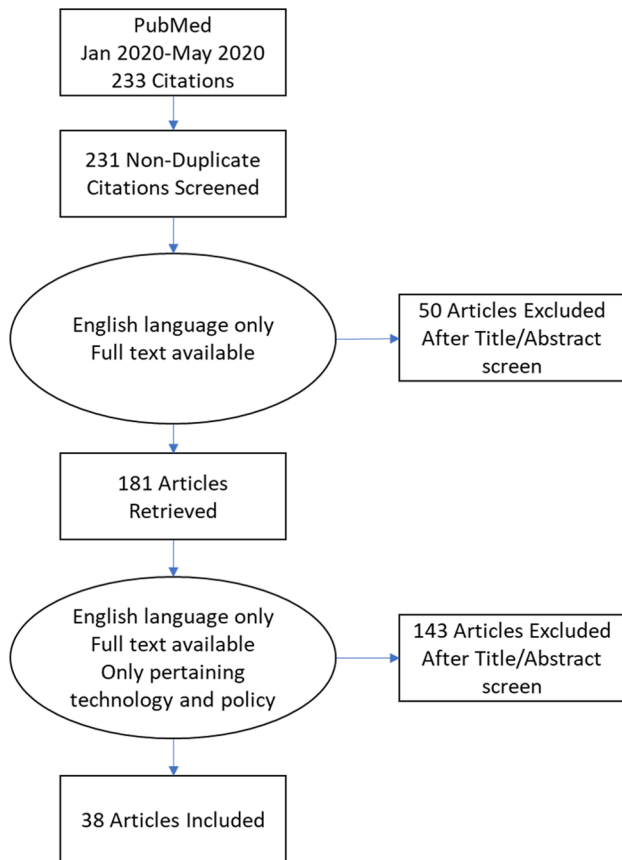 PubMed
Jan 2020-May 2020
233 Citations
231 Non-Duplicate
Citations Screened
English language only
Full text available
50 Articles Excluded
After Title/Abstract
screen
181 Articles
Retrieved
English language only
Full text available
Only pertaining
technology and policy
143 Articles Excluded
After Title/Abstract
screen
38 Articles Included